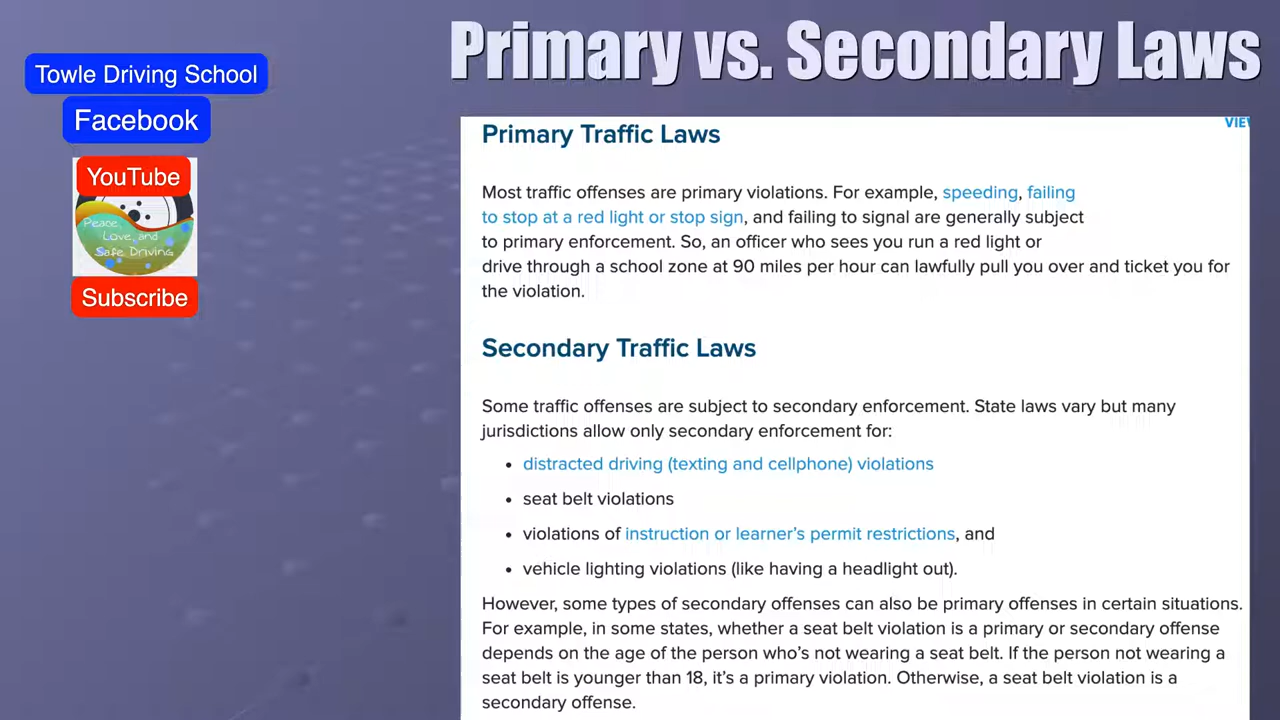 Primary vs. Secondary Laws
Towle Driving School
Facebook
YouTube
Peace,
Love, and
Safe Driving
Subscribe
Primary Traffic Laws
Most traffic offenses are primary violations. For example, speeding, failing
to stop at a red light or stop sign, and failing to signal are generally subject
to primary enforcement. So, an officer who sees you run a red light or
drive through a school zone at 90 miles per hour can lawfully pull you over and ticket you for
the violation.
Secondary Traffic Laws
Some traffic offenses are subject to secondary enforcement. State laws vary but many
jurisdictions allow only secondary enforcement for:
• distracted driving (texting and cellphone) violations
• seat belt violations
• violations of instruction or learner’s permit restrictions, and
• vehicle lighting violations (like having a headlight out).
However, some types of secondary offenses can also be primary offenses in certain situations.
For example, in some states, whether a seat belt violation is a primary or secondary offense
depends on the age of the person who’s not wearing a seat belt. If the person not wearing a
seat belt is younger than 18, it’s a primary violation. Otherwise, a seat belt violation is a
secondary offense.